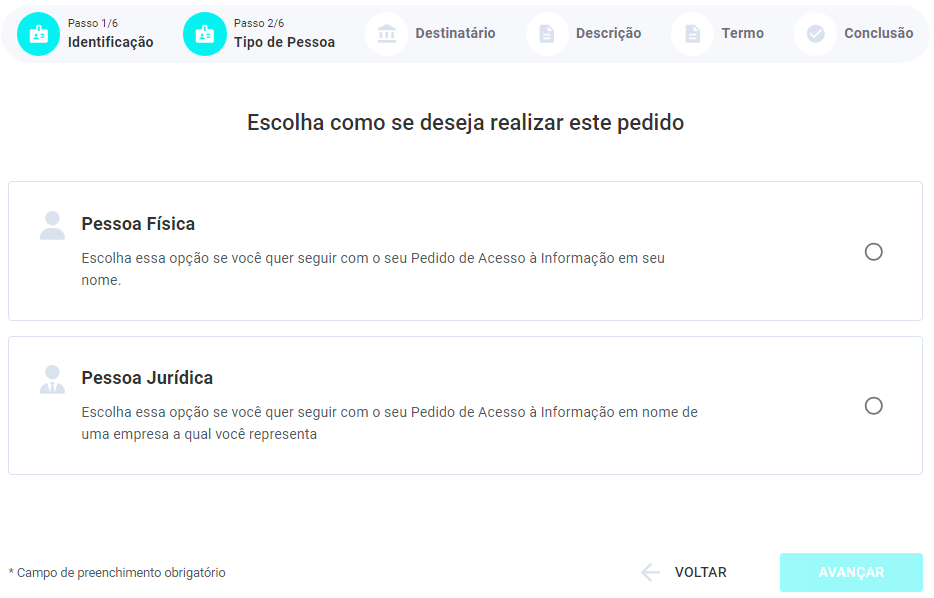 Passo 1/6
Identificação
Passo 2/6
Tipo de Pessoa
Destinatário
Descrição
Termo
Conclusão
Escolha como se deseja realizar este pedido
Pessoa Física
Escolha essa opção se você quer seguir com o seu Pedido de Acesso à Informação em seu
nome.
Pessoa Jurídica
Escolha essa opção se você quer seguir com o seu Pedido de Acesso à Informação em nome de
uma empresa a qual você representa
* Campo de preenchimento obrigatório
VOLTAR
AVANÇAR